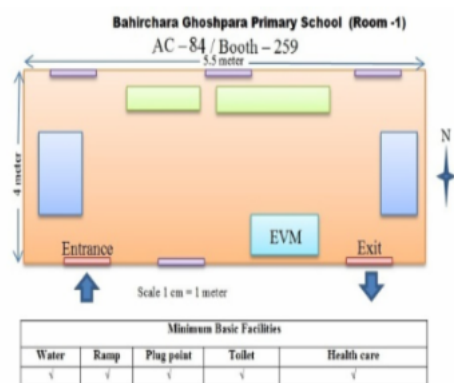 Bahirchara Ghoshpara Primary School (Room -1)
AC – 84 / Booth – 259
5.5 meter
4 meter
N
EVM
Entrance
Exit
Scale 1 cm = 1 meter
Minimum Basic Facilities
Water Ramp Plug point Toilet Health care
√ √ √ √ √